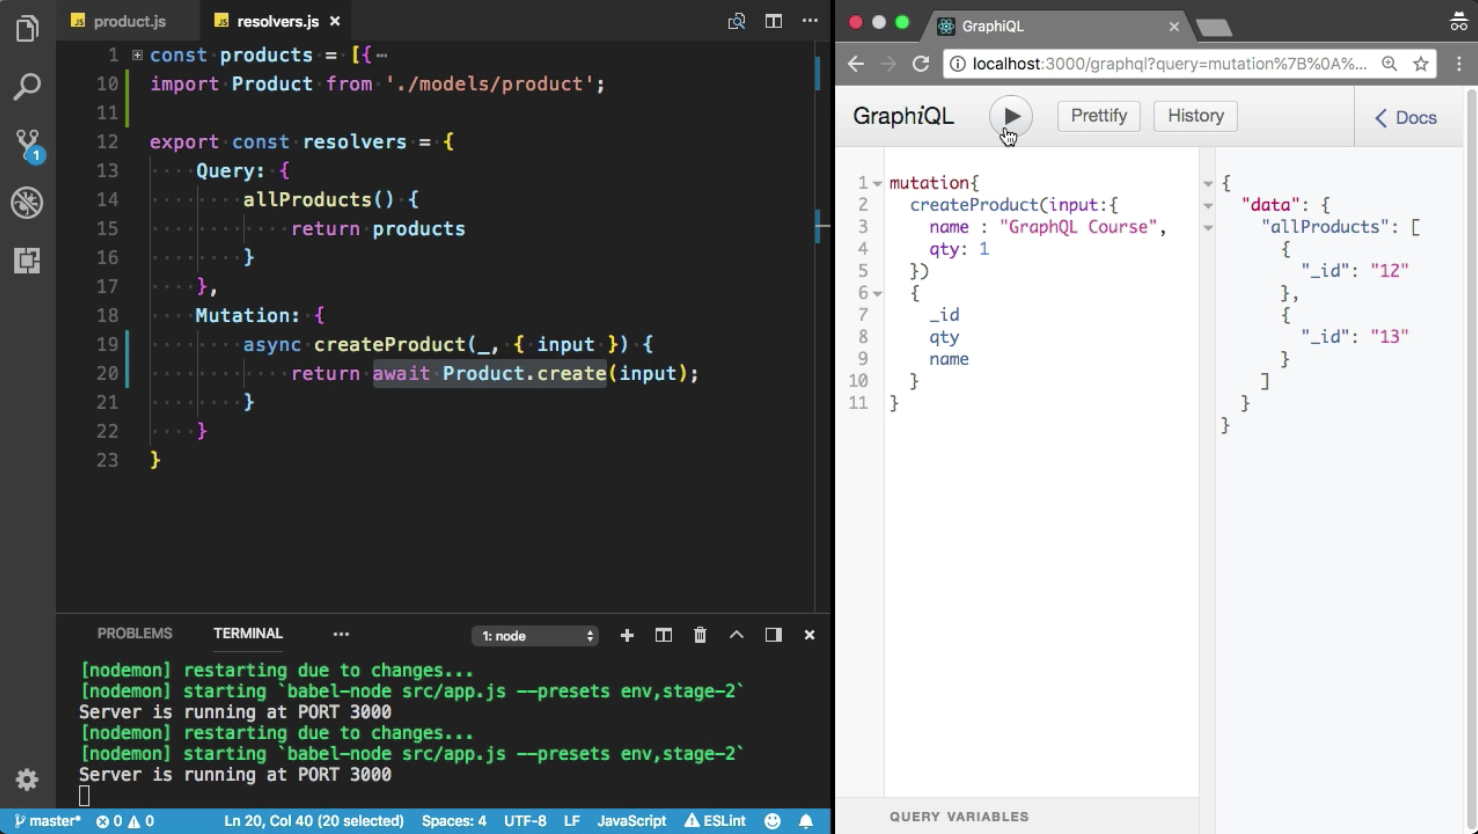 product.js
resolvers.js
1 const products = [{
10 import Product from './models/product';
11
12 export const resolvers = {
13 Query: {
14 allProducts() {
15 return products
16 }
17 },
18 Mutation: {
19 async createProduct(_, { input }) {
20 return await Product.create(input);
21 }
22 }
23 }
1
PROBLEMS TERMINAL ... 1: node
[nodemon] restarting due to changes...
[nodemon] starting `babel-node src/app.js --presets env,stage-2`
Server is running at PORT 3000
[nodemon] restarting due to changes...
[nodemon] starting `babel-node src/app.js --presets env,stage-2`
Server is running at PORT 3000
master* 0 0 Ln 20, Col 40 (20 selected) Spaces: 4 UTF-8 LF JavaScript ESLint
GraphiQL
localhost:3000/graphql?query=mutation%7B%0A%...
GraphiQL Prettify History Docs
1 mutation{
2 createProduct(input:{
3 name : "GraphQL Course",
4 qty: 1
5 })
6 {
7 _id
8 qty
9 name
10 }
11 }
{
"data": {
"allProducts": [
{
"_id": "12"
},
{
"_id": "13"
}
]
}
}
QUERY VARIABLES